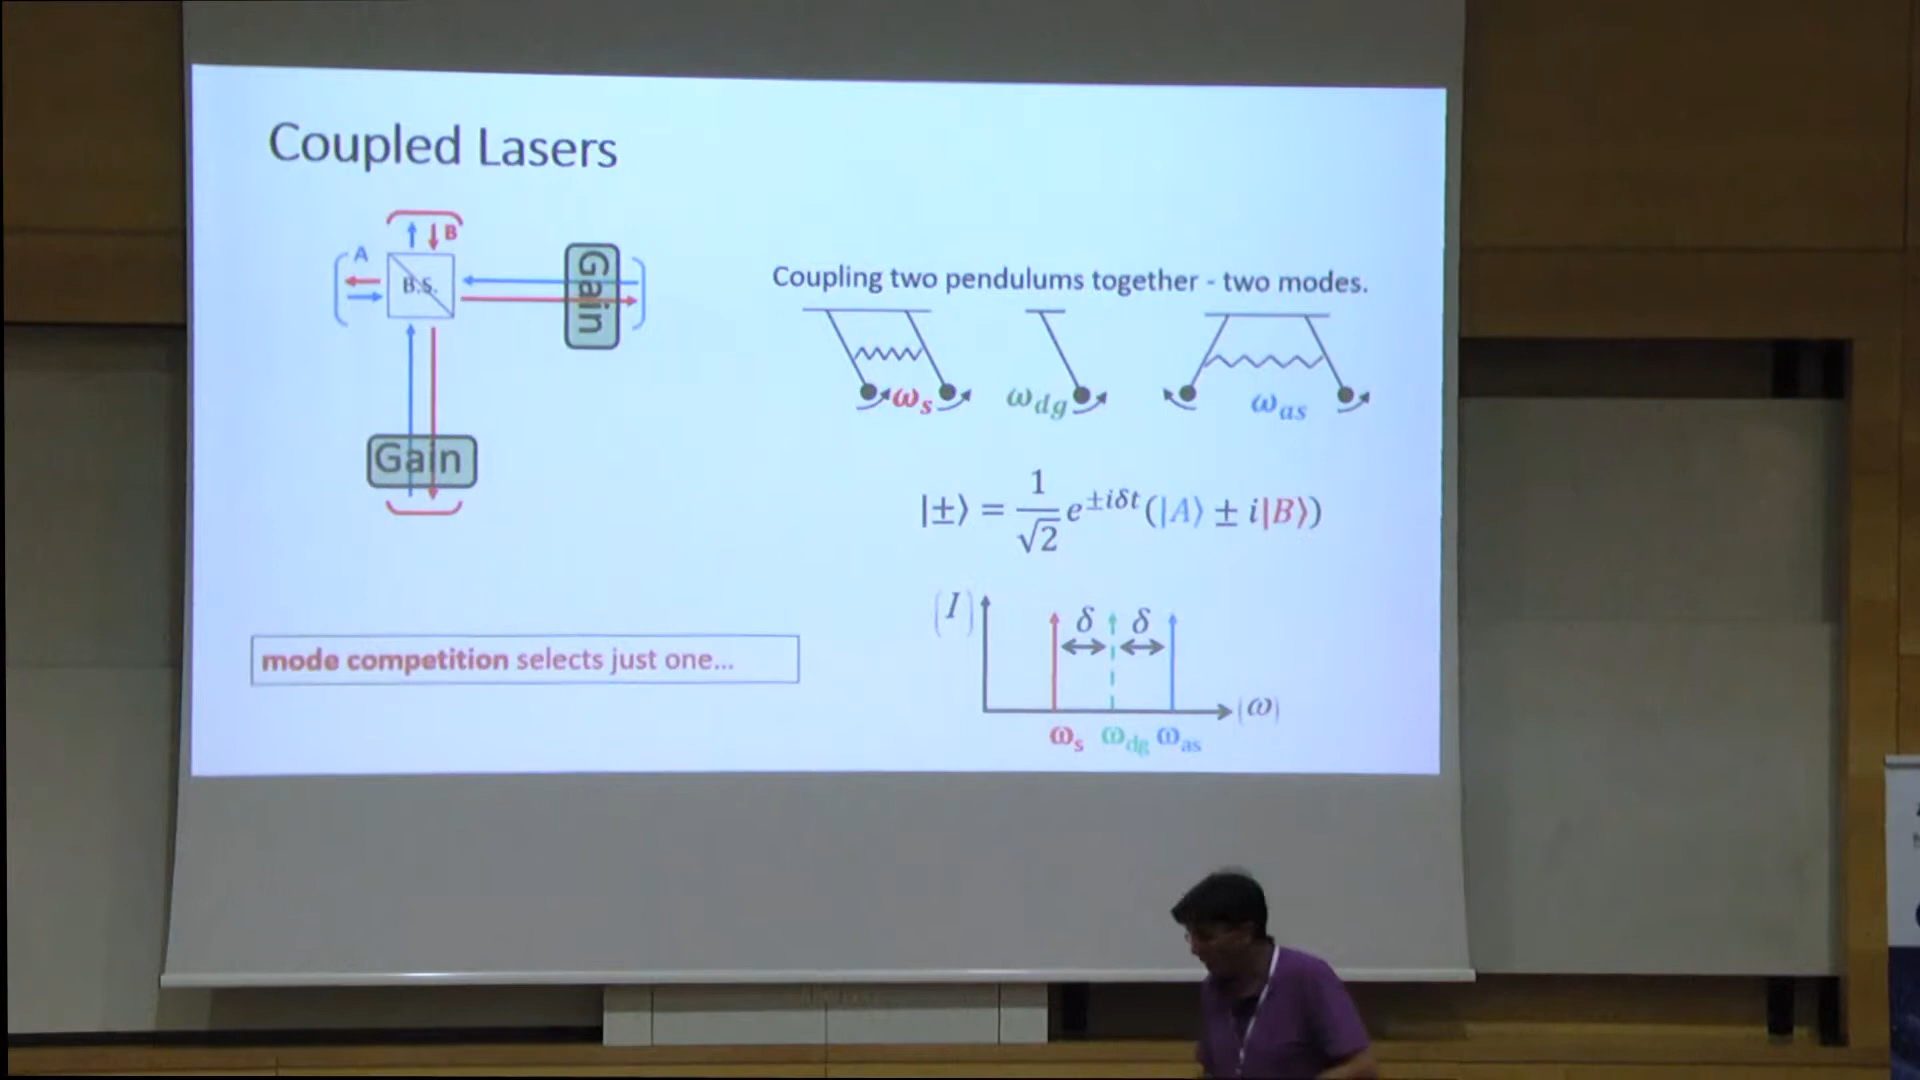 Coupled Lasers
B
A
B.S.
Gain
Gain
mode competition selects just one...
Coupling two pendulums together - two modes.
ω_s ω_dg ω_as
|±⟩ = 1/√2 e^{±iδt}(|A⟩ ± i|B⟩)
(I) δ δ
(ω)
ω_s ω_dg ω_as